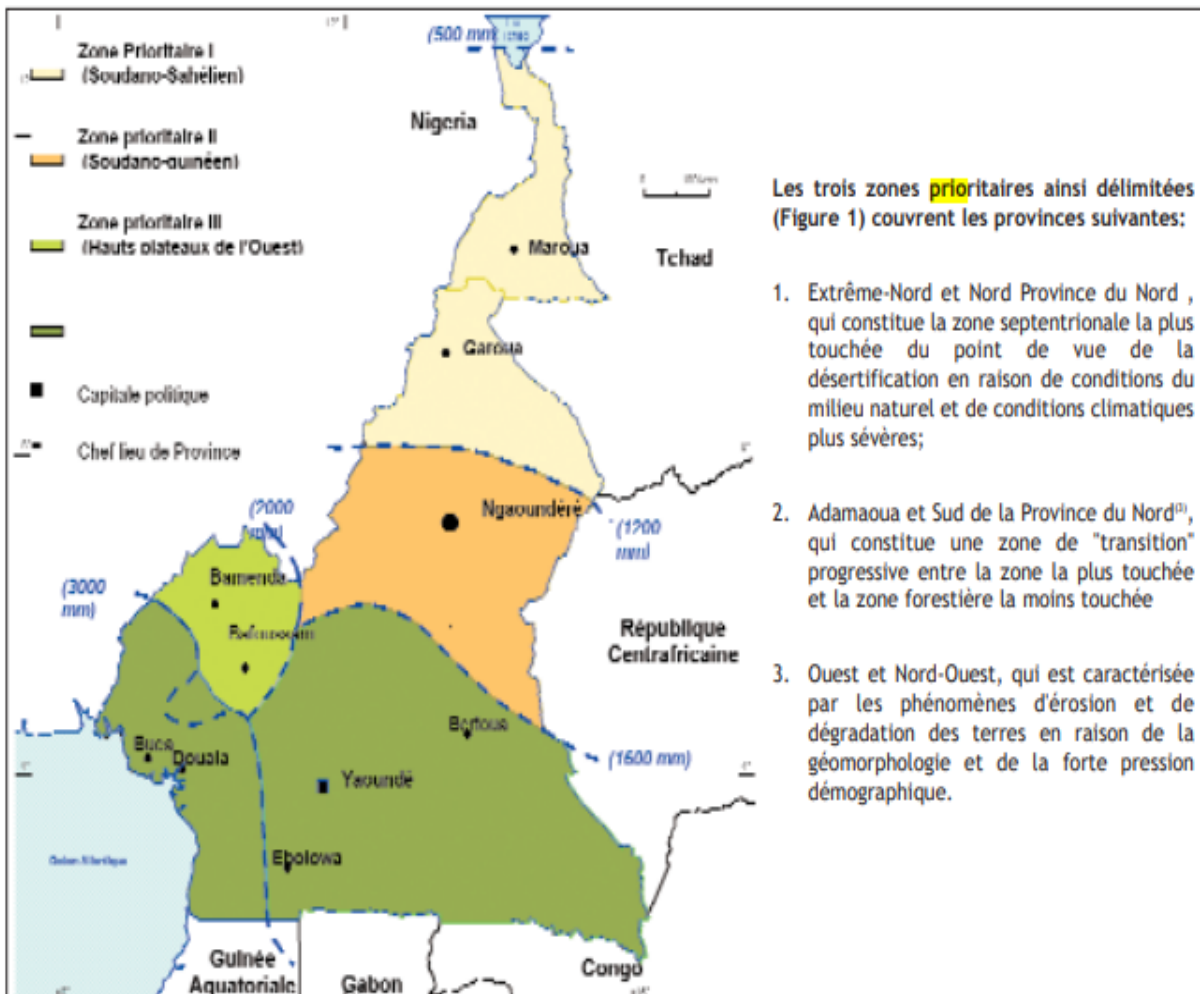 Zone Prioritaire I
(Soudano-Sahélien)
Zone prioritaire II
(Soudano-guinéen)
Zone prioritaire III
(Hauts plateaux de l'Ouest)
Capitale politique
Chef lieu de Province
(500 mm)
Nigeria
Maroua
Tchad
Garoua
Ngaoundéré
(1200
mm)
(2000
mm)
Bamenda
(3000
mm)
République
Centrafricaine
Bertoua
Buea
Douala
(1600 mm)
Yaoundé
Ebolowa
Guinée
Aquatoriale
Gabon
Congo
Les trois zones prioritaires ainsi délimitées
(Figure 1) couvrent les provinces suivantes:
1. Extrême-Nord et Nord Province du Nord ,
qui constitue la zone septentrionale la plus
touchée du point de vue de la
désertification en raison de conditions du
milieu naturel et de conditions climatiques
plus sévères;
2. Adamaoua et Sud de la Province du Nord
qui constitue une zone de "transition"
progressive entre la zone la plus touchée
et la zone forestière la moins touchée
3. Ouest et Nord-Ouest, qui est caractérisée
par les phénomènes d'érosion et de
dégradation des terres en raison de la
géomorphologie et de la forte pression
démographique.